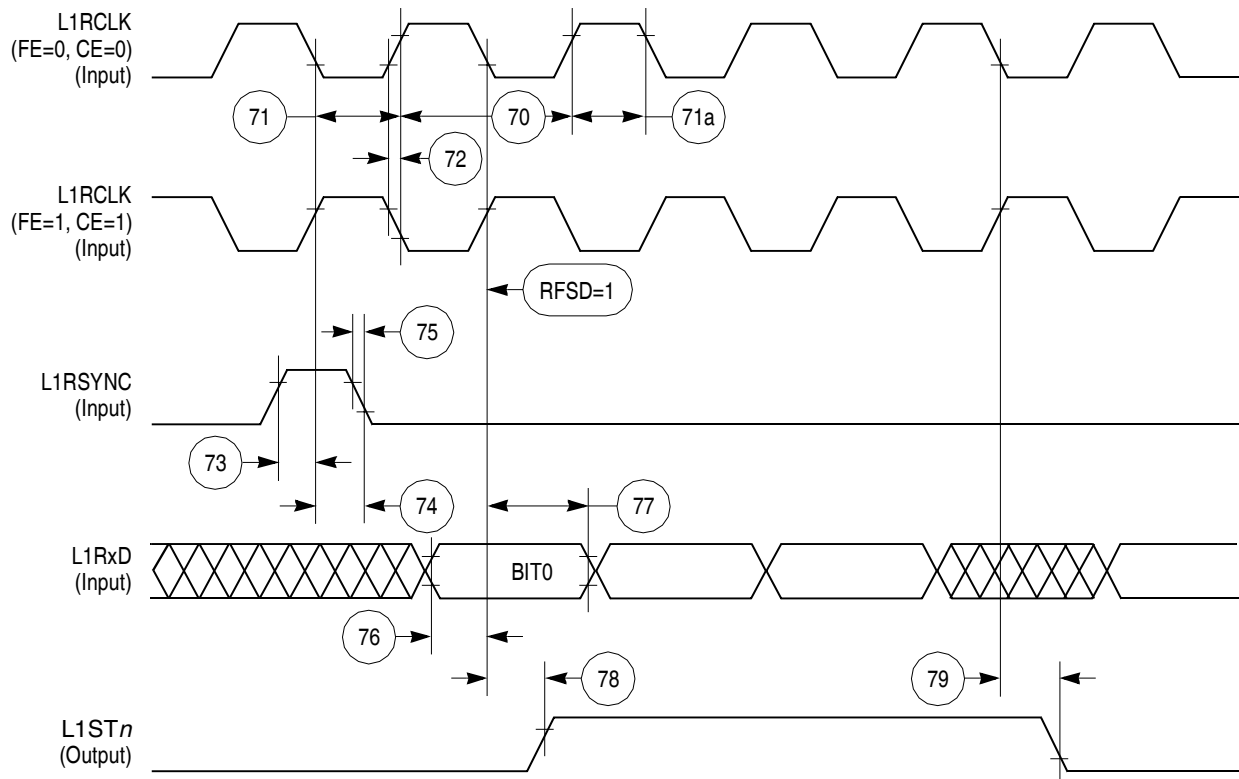 L1RCLK
(FE=0, CE=0)
(Input)
71
70
71a
72
L1RCLK
(FE=1, CE=1)
(Input)
RFSD=1
75
L1RSYNC
(Input)
73
74
77
L1RxD
(Input)
BIT0
76
78
79
L1STn
(Output)